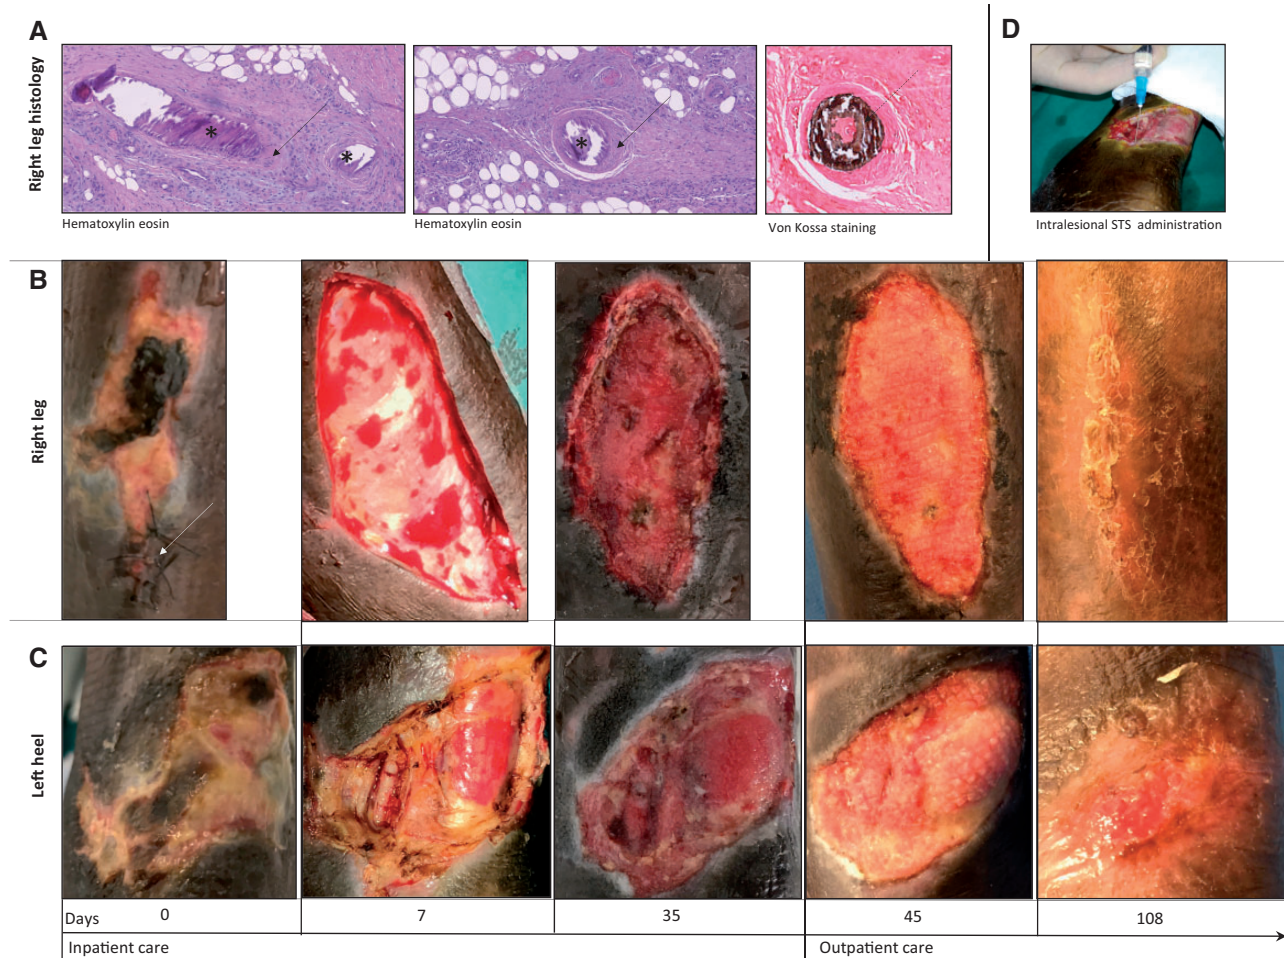 A
D
Right leg histology
*
*
*
Hematoxylin eosin
Hematoxylin eosin
Von Kossa staining
Intralesional STS administration
B
Right leg
C
Left heel
Days
0
7
35
45
108
Inpatient care
Outpatient care